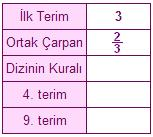 İlk Terim 3
Ortak Çarpan 2/3
Dizinin Kuralı
4. terim
9. terim